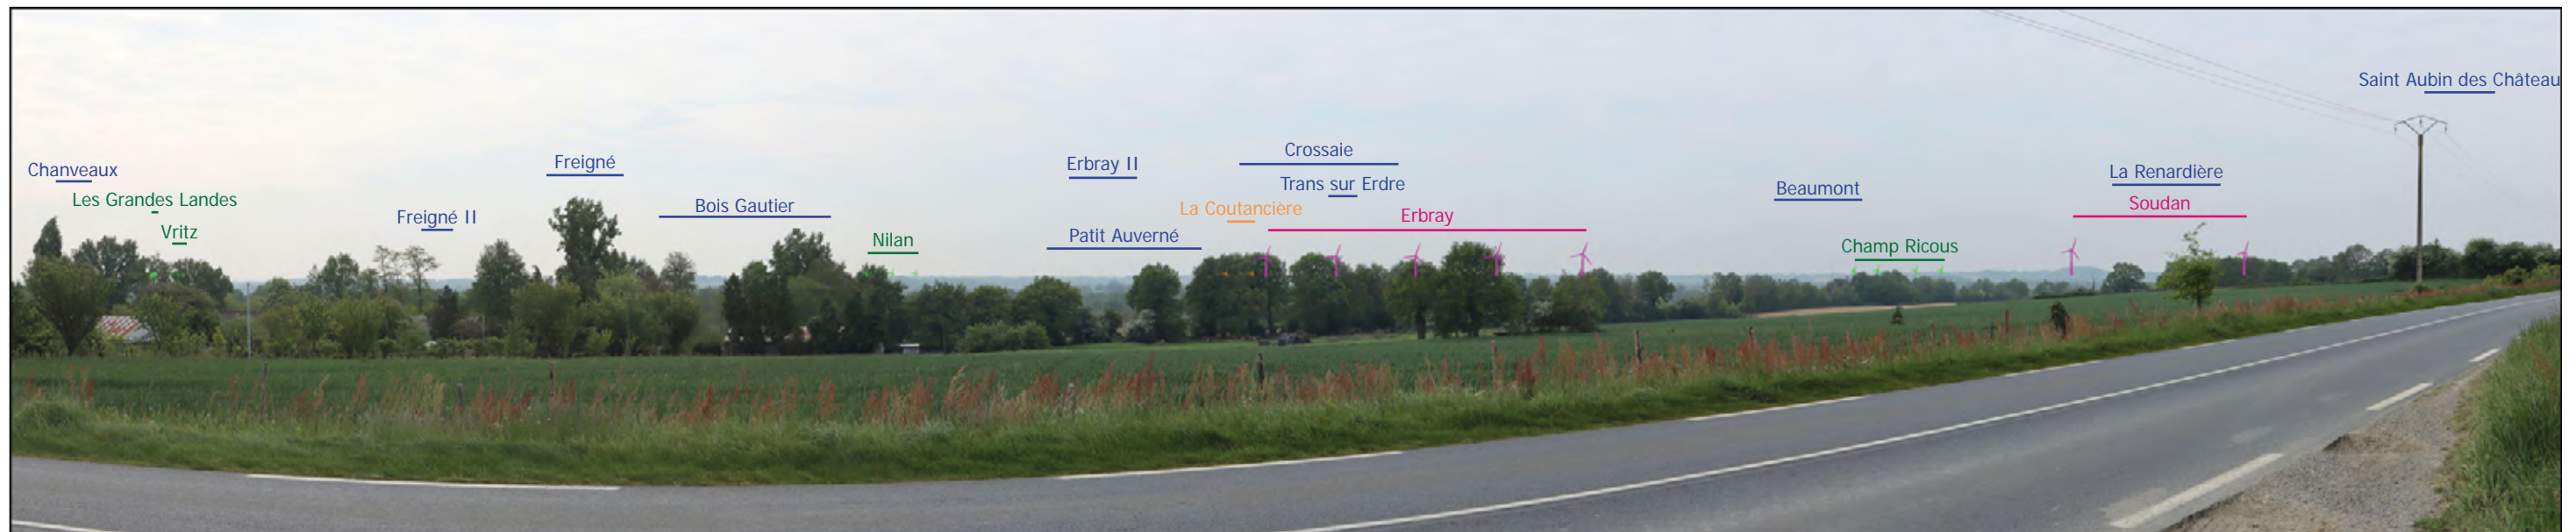 Saint Aubin des Château
Chanveaux
Les Grandes Landes
Vritz
Freigné II
Freigné
Bois Gautier
Nilan
Erbray II
Patit Auverné
Crossaie
Trans sur Erdre
La Coutancière
Erbray
Beaumont
Champ Ricous
La Renardière
Soudan